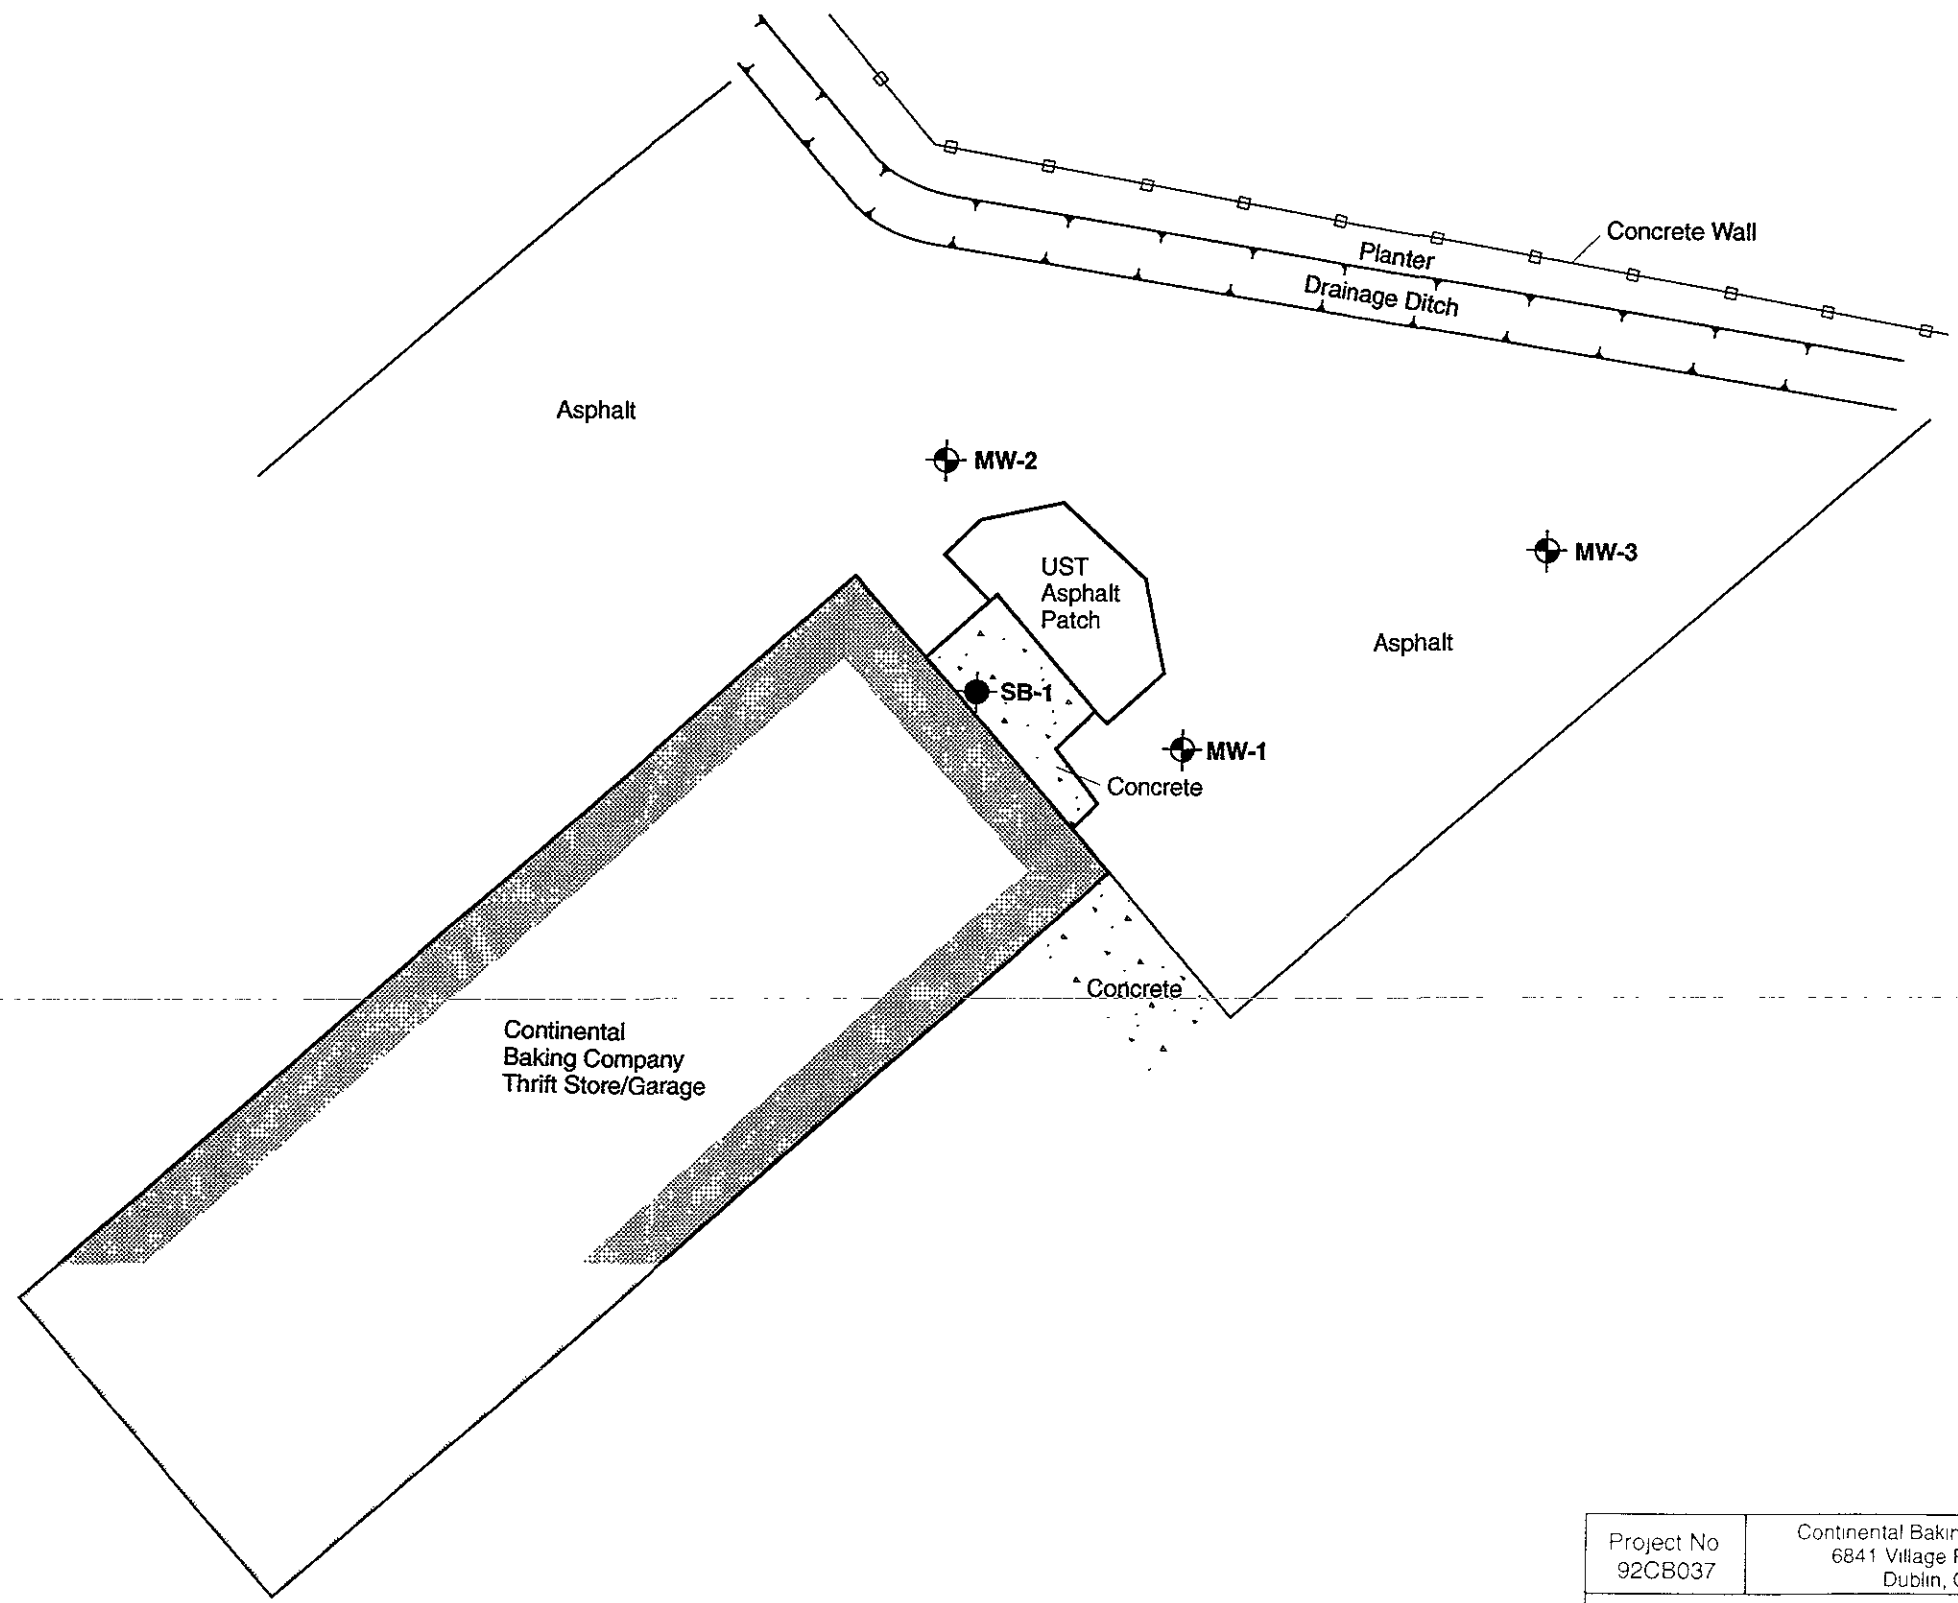 Concrete Wall
Planter
Drainage Ditch
Asphalt
MW-2
MW-3
UST
Asphalt
Patch
Asphalt
SB-1
MW-1
Concrete
Concrete
Continental
Baking Company
Thrift Store/Garage
Project No
92CB037
Continental
6841 Village
Dublin,